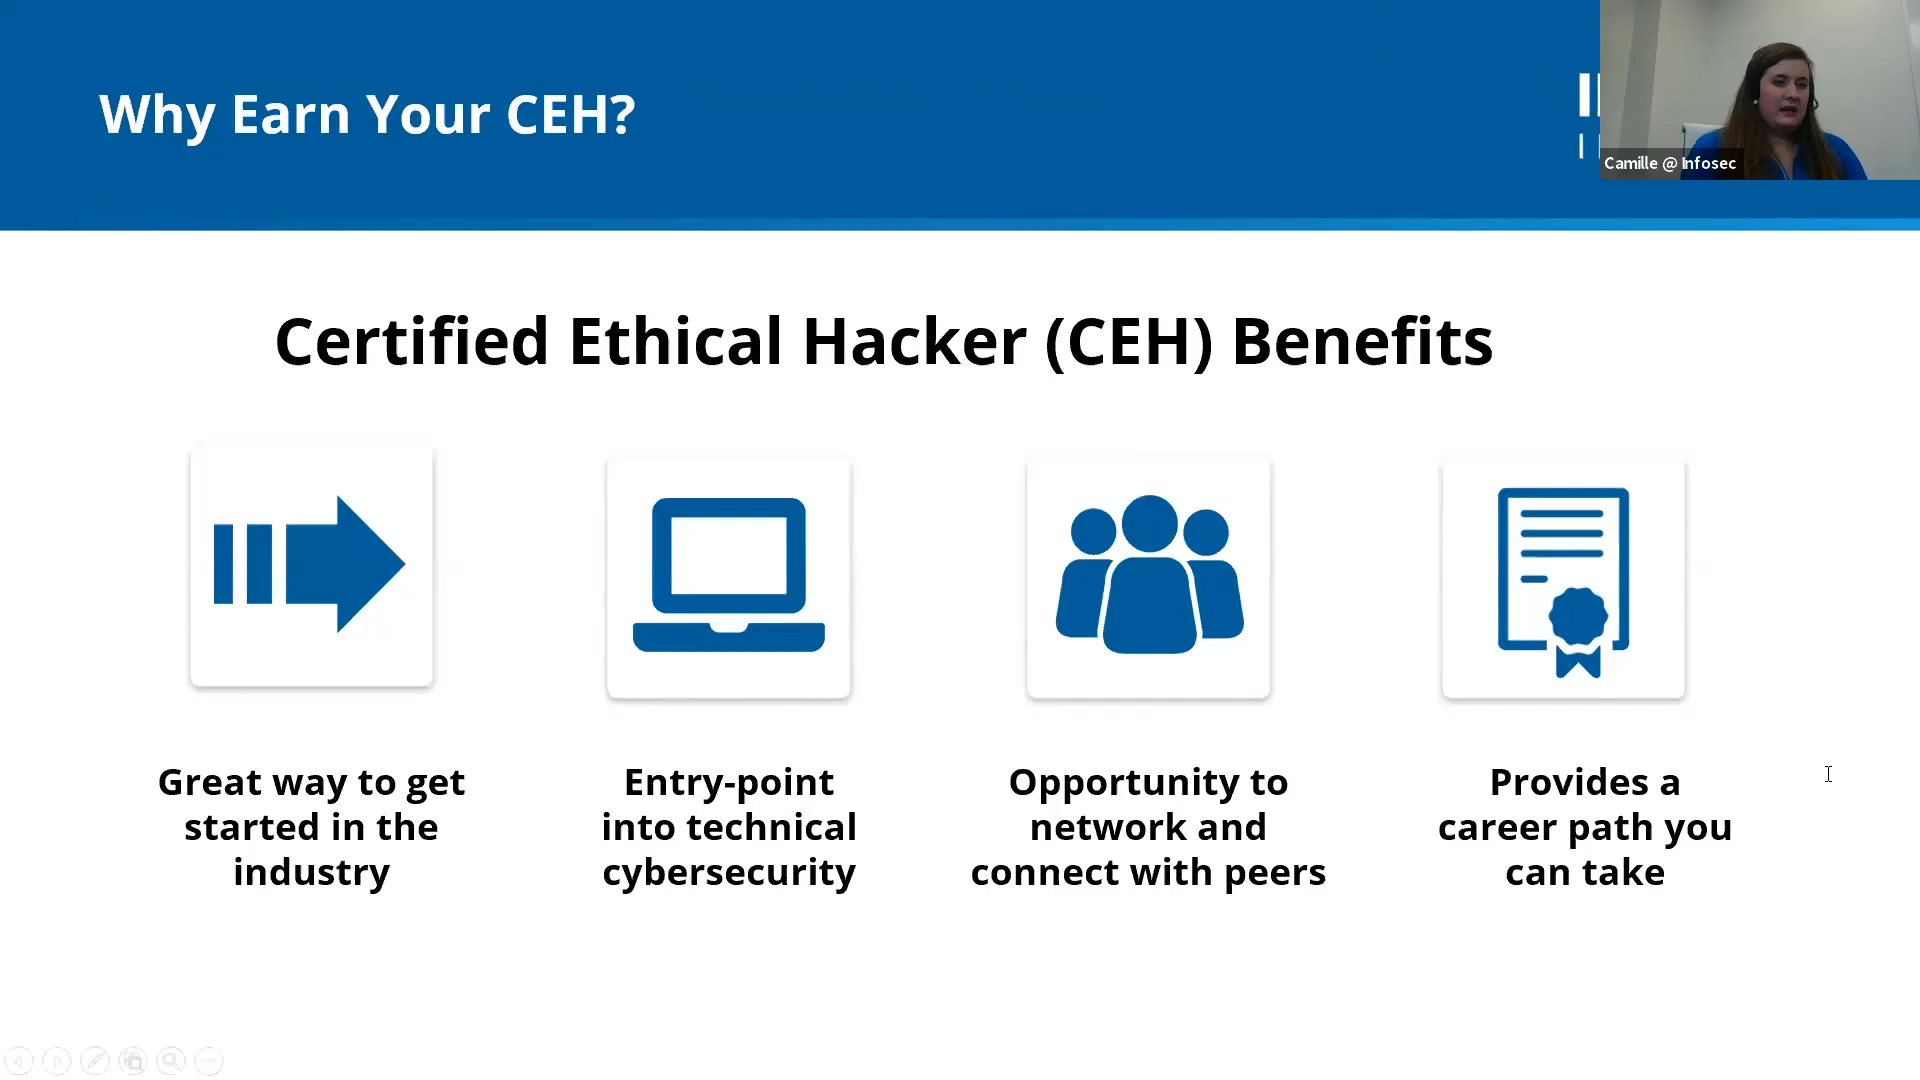 Why Earn Your CEH?
Camille @ Infosec
Certified Ethical Hacker (CEH) Benefits
Great way to get
started in the
industry
Entry-point
into technical
cybersecurity
Opportunity to
network and
connect with peers
Provides a
career path you
can take